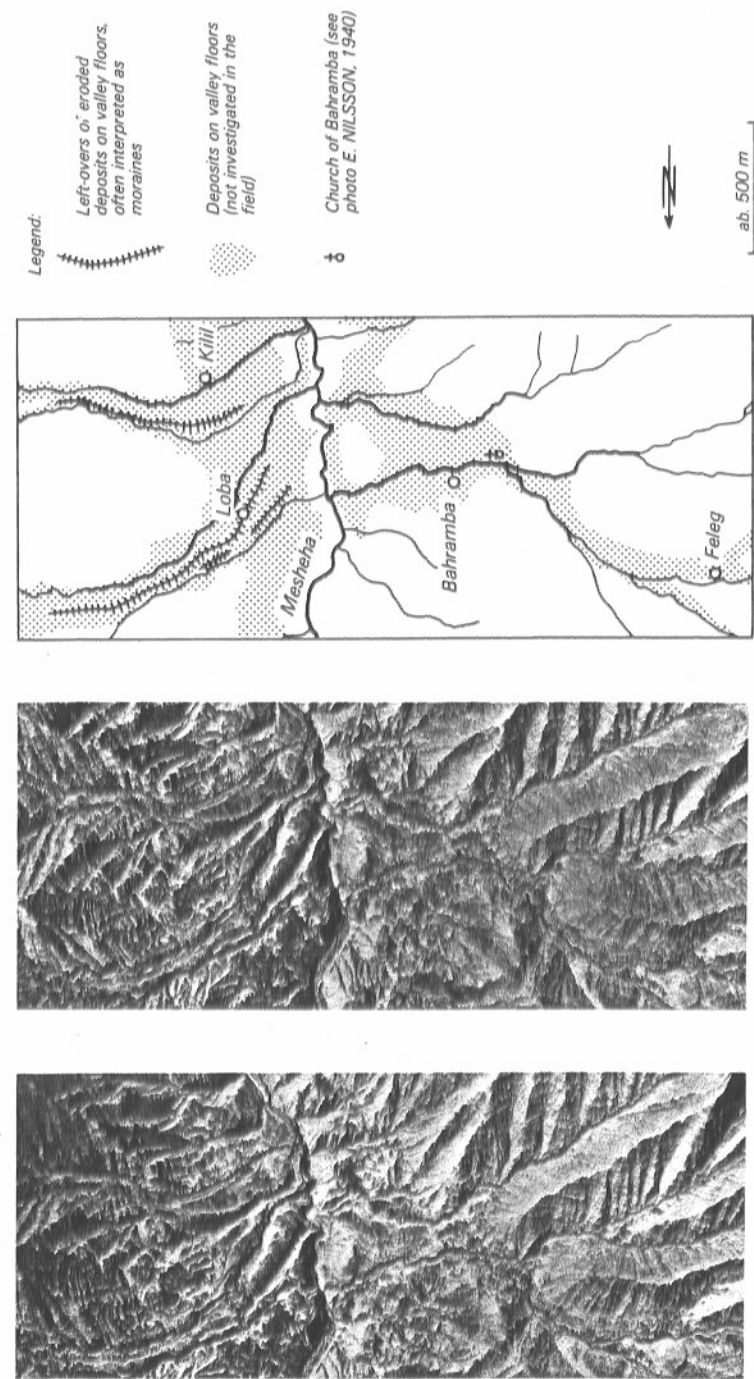 Legend:
Left-overs of eroded
deposits on valley floors,
often interpreted as
moraines
Deposits on valley floors
(not investigated in the
field)
Church of Bahramba (see
photo E. NILSSON, 1940)
N
ab. 500 m
Kilil
Loba
Mesheha
Bahramba
Feleg